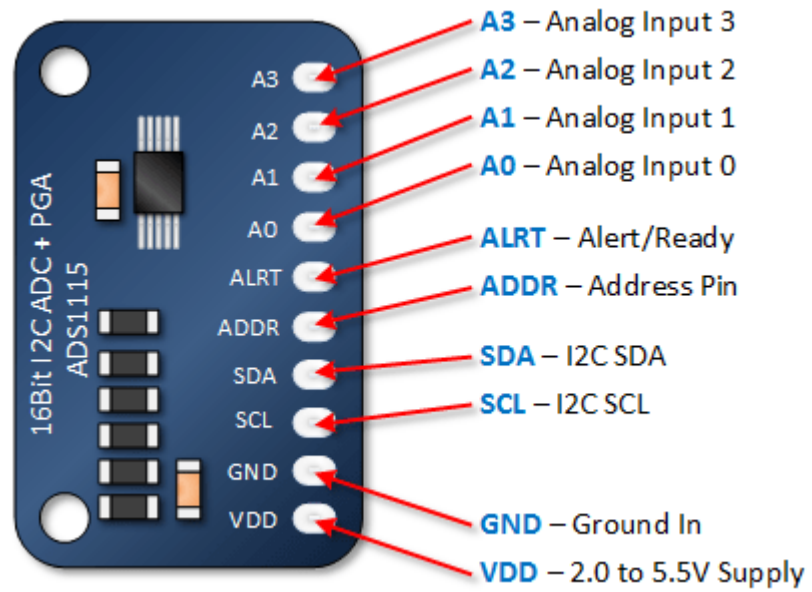 A3 – Analog Input 3
A2 – Analog Input 2
A1 – Analog Input 1
A0 – Analog Input 0
ALRT – Alert/Ready
ADDR – Address Pin
SDA – I2C SDA
SCL – I2C SCL
GND – Ground In
VDD – 2.0 to 5.5V Supply
A3
A2
A1
A0
ALRT
ADDR
SDA
SCL
GND
VDD
16Bit I2C ADC + PGA
ADS1115